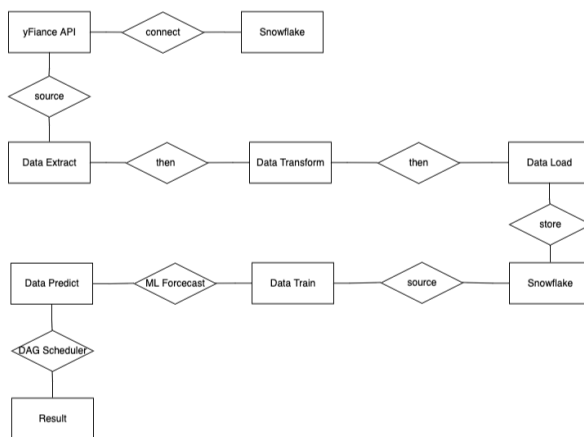 yFiance API
connect
Snowflake
source
Data Extract
then
Data Transform
then
Data Load
store
Data Predict
ML Forcecast
Data Train
source
Snowflake
DAG Scheduler
Result